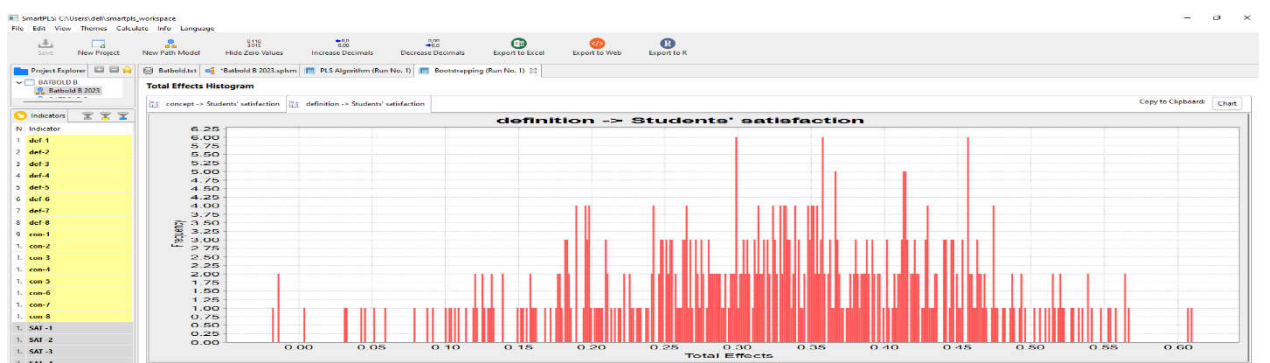 SmartPLS: C:\Users\dell\smartpls_workspace
File Edit View Themes Calculate Info Language
Save New Project New Path Model Hide Zero Values Increase Decimals Decrease Decimals Export to Excel Export to Web Export to R
Project Explorer
BATBOLD B
Batbold B 2023
Batbold.txt *Batbold B 2023.splsm PLS Algorithm (Run No. 1) Bootstrapping (Run No. 1)
Total Effects Histogram
concept -> Students' satisfaction definition -> Students' satisfaction
Copy to Clipboard: Chart
Indicators
N Indicator
1 def-1
2 def-2
3 def-3
4 def-4
5 def-5
6 def-6
7 def-7
8 def-8
9 con-1
1. con-2
1. con-3
1. con-4
1. con-5
1. con-6
1. con-7
1. con-8
1. SAT -1
1. SAT -2
1. SAT -3
definition -> Students' satisfaction
Frequency
6.25
6.00
5.75
5.50
5.25
5.00
4.75
4.50
4.25
4.00
3.75
3.50
3.25
3.00
2.75
2.50
2.25
2.00
1.75
1.50
1.25
1.00
0.75
0.50
0.25
0.00
0.00 0.05 0.10 0.15 0.20 0.25 0.30 0.35 0.40 0.45 0.50 0.55 0.60
Total Effects